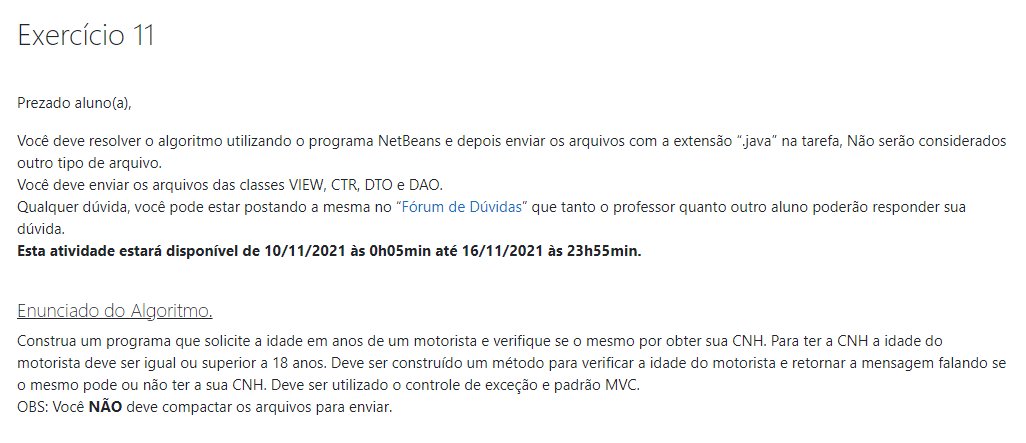 Exercício 11
Prezado aluno(a),
Você deve resolver o algoritmo utilizando o programa NetBeans e depois enviar os arquivos com a extensão “.java” na tarefa, Não serão considerados
outro tipo de arquivo.
Você deve enviar os arquivos das classes VIEW, CTR, DTO e DAO.
Qualquer dúvida, você pode estar postando a mesma no “Fórum de Dúvidas” que tanto o professor quanto outro aluno poderão responder sua
dúvida.
Esta atividade estará disponível de 10/11/2021 às 0h05min até 16/11/2021 às 23h55min.
Enunciado do Algoritmo.
Construa um programa que solicite a idade em anos de um motorista e verifique se o mesmo por obter sua CNH. Para ter a CNH a idade do
motorista deve ser igual ou superior a 18 anos. Deve ser construído um método para verificar a idade do motorista e retornar a mensagem falando se
o mesmo pode ou não ter a sua CNH. Deve ser utilizado o controle de exceção e padrão MVC.
OBS: Você NÃO deve compactar os arquivos para enviar.